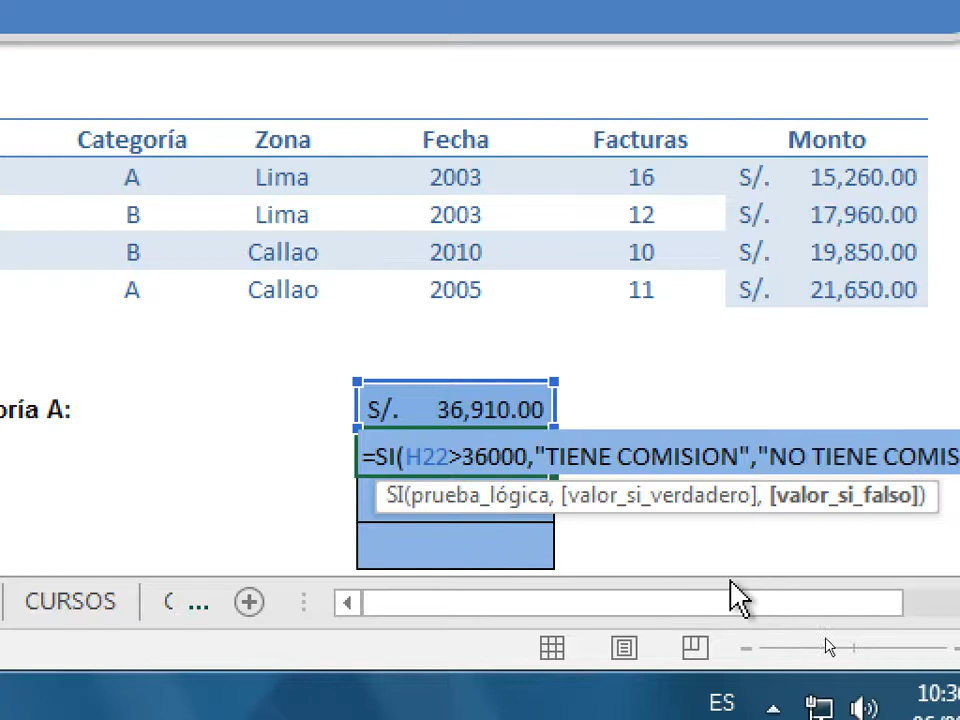 Categoría Zona Fecha Facturas Monto
A Lima 2003 16 S/. 15,260.00
B Lima 2003 12 S/. 17,960.00
B Callao 2010 10 S/. 19,850.00
A Callao 2005 11 S/. 21,650.00
oría A: S/. 36,910.00
=SI(H22>36000,"TIENE COMISION","NO TIENE COMIS
SI(prueba_lógica, [valor_si_verdadero], [valor_si_falso])
CURSOS C ...
ES 10:36